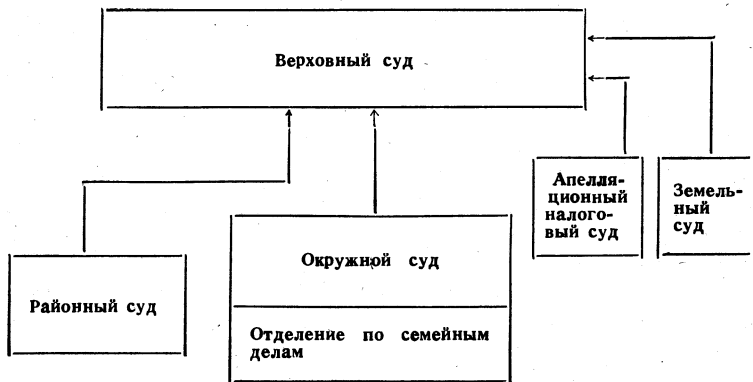 Верховный суд
Апелля-
ционный
налого-
вый суд
Земель-
ный
суд
Окружной суд
Районный суд
Отделение по семейным
делам